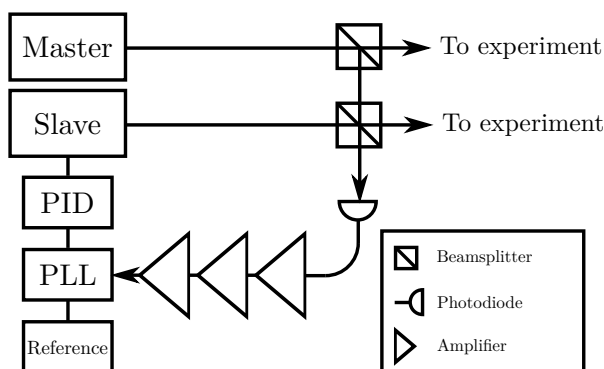 Master
To experiment
Slave
To experiment
PID
PLL
Reference
Beamsplitter
Photodiode
Amplifier